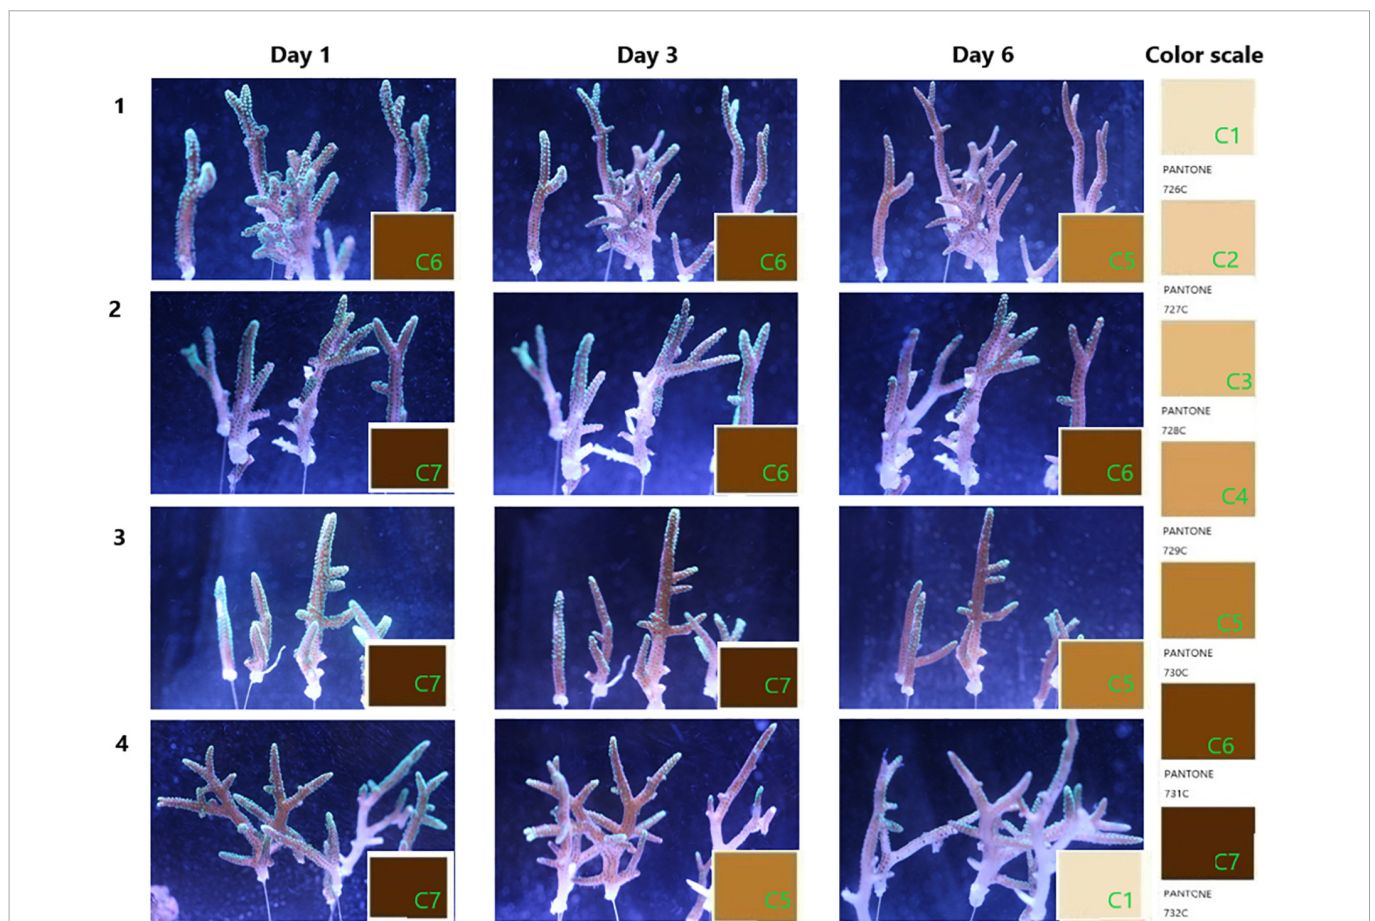 Day 1 Day 3 Day 6 Color scale
1
C6 C6 C5
C1
PANTONE
726C
C2
PANTONE
727C
2
C7 C6 C6
C3
PANTONE
728C
C4
PANTONE
729C
3
C7 C7 C5
C5
PANTONE
730C
4
C7 C5 C1
C6
PANTONE
731C
C7
PANTONE
732C